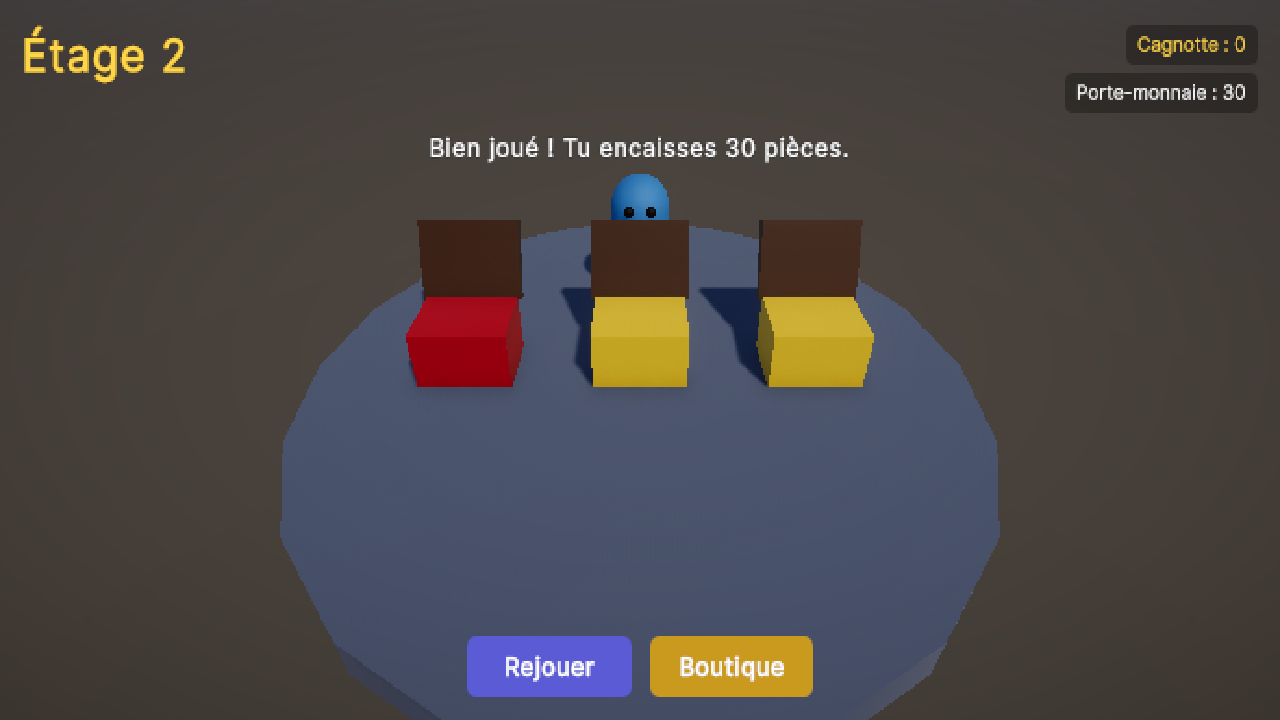 Étage 2
Cagnotte : 0
Porte-monnaie : 30
Bien joué ! Tu encaisses 30 pièces.
Rejouer
Boutique